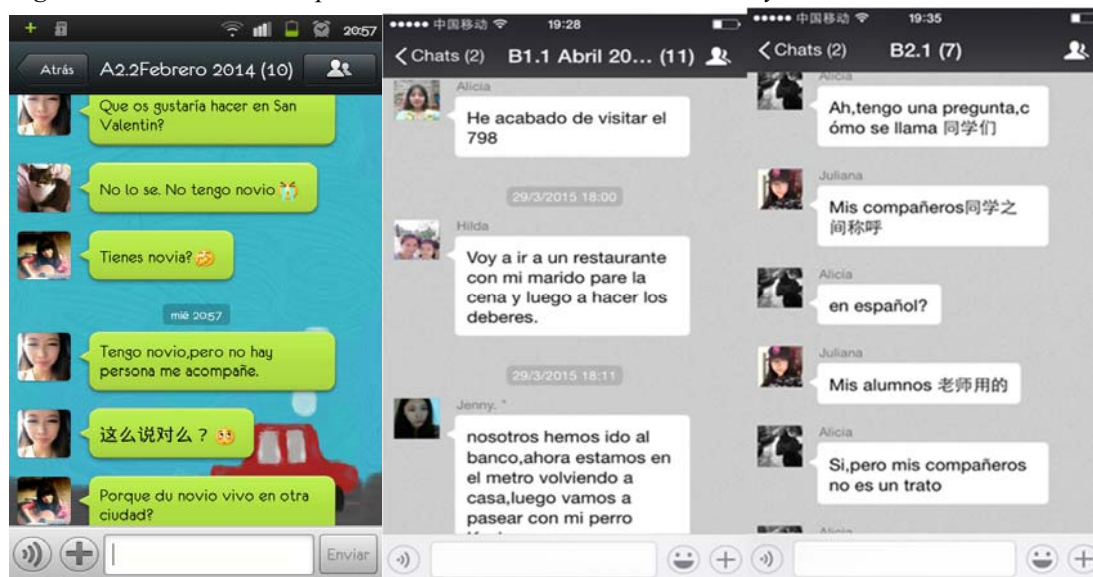 20:57
Atrás
A2.2Febrero 2014 (10)
Que os gustaría hacer en San
Valentin?
No lo se. No tengo novio
Tienes novia?
mié 20:57
Tengo novio,pero no hay
persona me acompañe.
这么说对么？
Porque du novio vivo en otra
ciudad?
Enviar
中国移动
19:28
Chats (2)
B1.1 Abril 20... (11)
Alicia
He acabado de visitar el
798
29/3/2015 18:00
Hilda
Voy a ir a un restaurante
con mi marido pare la
cena y luego a hacer los
deberes.
29/3/2015 18:11
Jenny. *
nosotros hemos ido al
banco,ahora estamos en
el metro volviendo a
casa,luego vamos a
pasear con mi perro
中国移动
19:35
Chats (2)
B2.1 (7)
Alicia
Ah,tengo una pregunta,c
ómo se llama 同学们
Juliana
Mis compañeros同学之
间称呼
Alicia
en español?
Juliana
Mis alumnos 老师用的
Alicia
Si,pero mis compañeros
no es un trato
Alicia